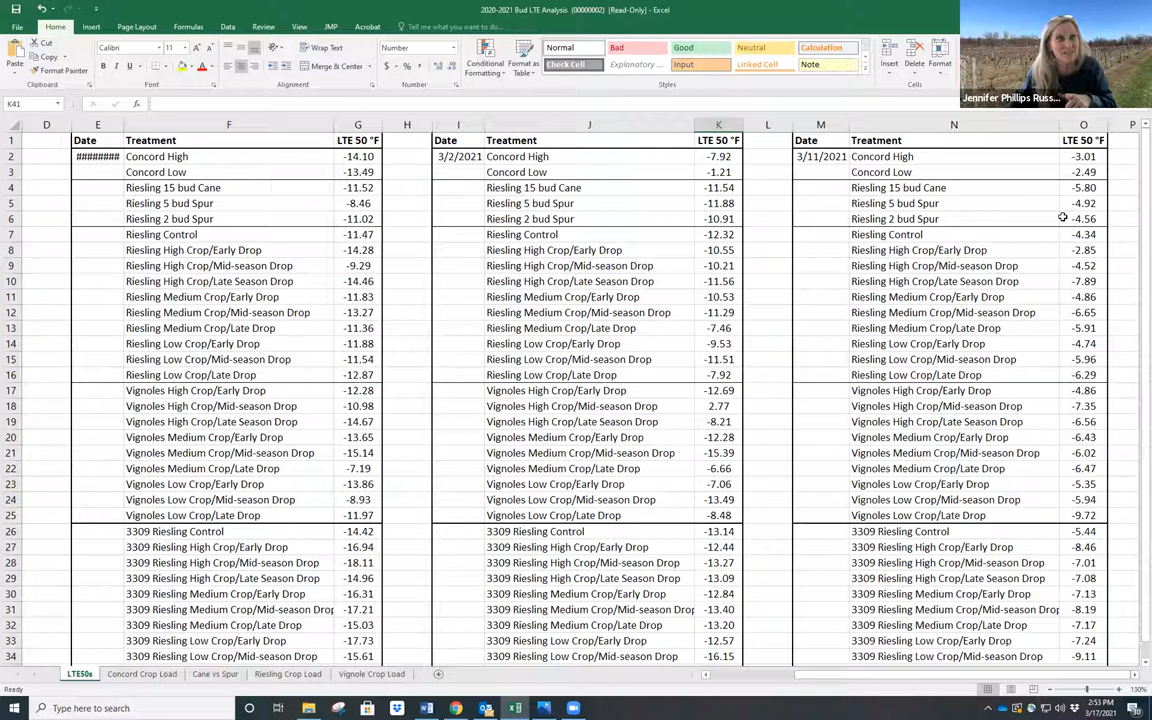 2020-2021 Bud LTE Analysis (00000002) [Read-Only] - Excel
File Home Insert Page Layout Formulas Data Review View JMP Acrobat Tell me what you want to do...
Cut
Copy
Format Painter
Paste
Clipboard
Calibri 11
B I U
Font
Wrap Text
Merge & Center
Alignment
Number
$ % ,
Number
Conditional Formatting
Format as Table
Normal Bad Good Neutral Calculation
Check Cell Explanatory ... Input Linked Cell Note
Styles
Insert Delete Format
Cells
Jennifer Phillips Russ...
K41
D E F G H I J K L M N O P
1 Date Treatment LTE 50 °F Date Treatment LTE 50 °F Date Treatment LTE 50 °F
2 ######## Concord High -14.10 3/2/2021 Concord High -7.92 3/11/2021 Concord High -3.01
3 Concord Low -13.49 Concord Low -1.21 Concord Low -2.49
4 Riesling 15 bud Cane -11.52 Riesling 15 bud Cane -11.54 Riesling 15 bud Cane -5.80
5 Riesling 5 bud Spur -8.46 Riesling 5 bud Spur -11.88 Riesling 5 bud Spur -4.92
6 Riesling 2 bud Spur -11.02 Riesling 2 bud Spur -10.91 Riesling 2 bud Spur -4.56
7 Riesling Control -11.47 Riesling Control -12.32 Riesling Control -4.34
8 Riesling High Crop/Early Drop -14.28 Riesling High Crop/Early Drop -10.55 Riesling High Crop/Early Drop -2.85
9 Riesling High Crop/Mid-season Drop -9.29 Riesling High Crop/Mid-season Drop -10.21 Riesling High Crop/Mid-season Drop -4.52
10 Riesling High Crop/Late Season Drop -14.46 Riesling High Crop/Late Season Drop -11.56 Riesling High Crop/Late Season Drop -7.89
11 Riesling Medium Crop/Early Drop -11.83 Riesling Medium Crop/Early Drop -10.53 Riesling Medium Crop/Early Drop -4.86
12 Riesling Medium Crop/Mid-season Drop -13.27 Riesling Medium Crop/Mid-season Drop -11.29 Riesling Medium Crop/Mid-season Drop -6.65
13 Riesling Medium Crop/Late Drop -11.36 Riesling Medium Crop/Late Drop -7.46 Riesling Medium Crop/Late Drop -5.91
14 Riesling Low Crop/Early Drop -11.88 Riesling Low Crop/Early Drop -9.53 Riesling Low Crop/Early Drop -4.74
15 Riesling Low Crop/Mid-season Drop -11.54 Riesling Low Crop/Mid-season Drop -11.51 Riesling Low Crop/Mid-season Drop -5.96
16 Riesling Low Crop/Late Drop -12.87 Riesling Low Crop/Late Drop -7.92 Riesling Low Crop/Late Drop -6.29
17 Vignoles High Crop/Early Drop -12.28 Vignoles High Crop/Early Drop -12.69 Vignoles High Crop/Early Drop -4.86
18 Vignoles High Crop/Mid-season Drop -10.98 Vignoles High Crop/Mid-season Drop 2.77 Vignoles High Crop/Mid-season Drop -7.35
19 Vignoles High Crop/Late Season Drop -14.67 Vignoles High Crop/Late Season Drop -8.21 Vignoles High Crop/Late Season Drop -6.56
20 Vignoles Medium Crop/Early Drop -13.65 Vignoles Medium Crop/Early Drop -12.28 Vignoles Medium Crop/Early Drop -6.43
21 Vignoles Medium Crop/Mid-season Drop -15.14 Vignoles Medium Crop/Mid-season Drop -15.39 Vignoles Medium Crop/Mid-season Drop -6.02
22 Vignoles Medium Crop/Late Drop -7.19 Vignoles Medium Crop/Late Drop -6.66 Vignoles Medium Crop/Late Drop -6.47
23 Vignoles Low Crop/Early Drop -13.86 Vignoles Low Crop/Early Drop -7.06 Vignoles Low Crop/Early Drop -5.35
24 Vignoles Low Crop/Mid-season Drop -8.93 Vignoles Low Crop/Mid-season Drop -13.49 Vignoles Low Crop/Mid-season Drop -5.94
25 Vignoles Low Crop/Late Drop -11.97 Vignoles Low Crop/Late Drop -8.48 Vignoles Low Crop/Late Drop -9.72
26 3309 Riesling Control -14.42 3309 Riesling Control -13.14 3309 Riesling Control -5.44
27 3309 Riesling High Crop/Early Drop -16.94 3309 Riesling High Crop/Early Drop -12.44 3309 Riesling High Crop/Early Drop -8.46
28 3309 Riesling High Crop/Mid-season Drop -18.11 3309 Riesling High Crop/Mid-season Drop -13.27 3309 Riesling High Crop/Mid-season Drop -7.01
29 3309 Riesling High Crop/Late Season Drop -14.96 3309 Riesling High Crop/Late Season Drop -13.09 3309 Riesling High Crop/Late Season Drop -7.08
30 3309 Riesling Medium Crop/Early Drop -16.31 3309 Riesling Medium Crop/Early Drop -12.84 3309 Riesling Medium Crop/Early Drop -7.13
31 3309 Riesling Medium Crop/Mid-season Drop -17.21 3309 Riesling Medium Crop/Mid-season Drop -13.40 3309 Riesling Medium Crop/Mid-season Drop -8.19
32 3309 Riesling Medium Crop/Late Drop -15.03 3309 Riesling Medium Crop/Late Drop -13.20 3309 Riesling Medium Crop/Late Drop -7.17
33 3309 Riesling Low Crop/Early Drop -17.73 3309 Riesling Low Crop/Early Drop -12.57 3309 Riesling Low Crop/Early Drop -7.24
34 3309 Riesling Low Crop/Mid-season Drop -15.61 3309 Riesling Low Crop/Mid-season Drop -16.15 3309 Riesling Low Crop/Mid-season Drop -9.11
LTE50s Concord Crop Load Cane vs Spur Riesling Crop Load Vignole Crop Load
Ready 130%
Type here to search
2:53 PM
3/17/2021